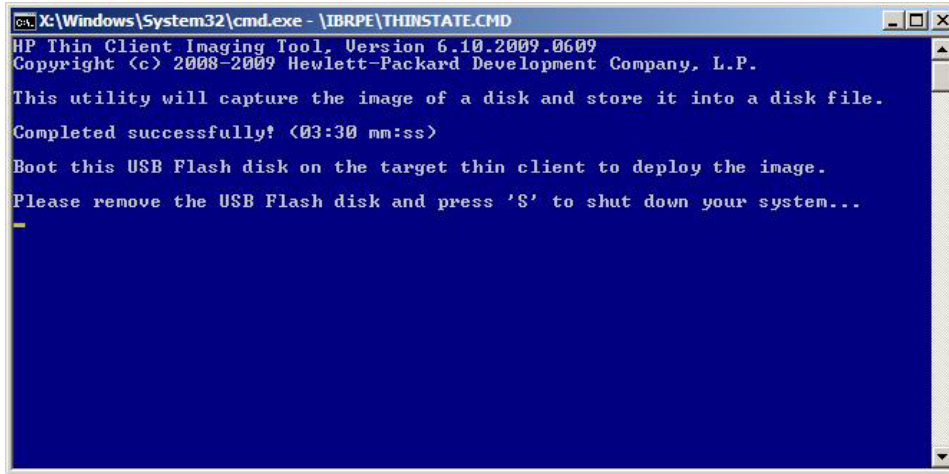 X:\Windows\System32\cmd.exe - \IBRPE\THINSTATE.CMD
HP Thin Client Imaging Tool, Version 6.10.2009.0609
Copyright (c) 2008-2009 Hewlett-Packard Development Company, L.P.
This utility will capture the image of a disk and store it into a disk file.
Completed successfully! (03:30 mm:ss)
Boot this USB Flash disk on the target thin client to deploy the image.
Please remove the USB Flash disk and press 'S' to shut down your system...